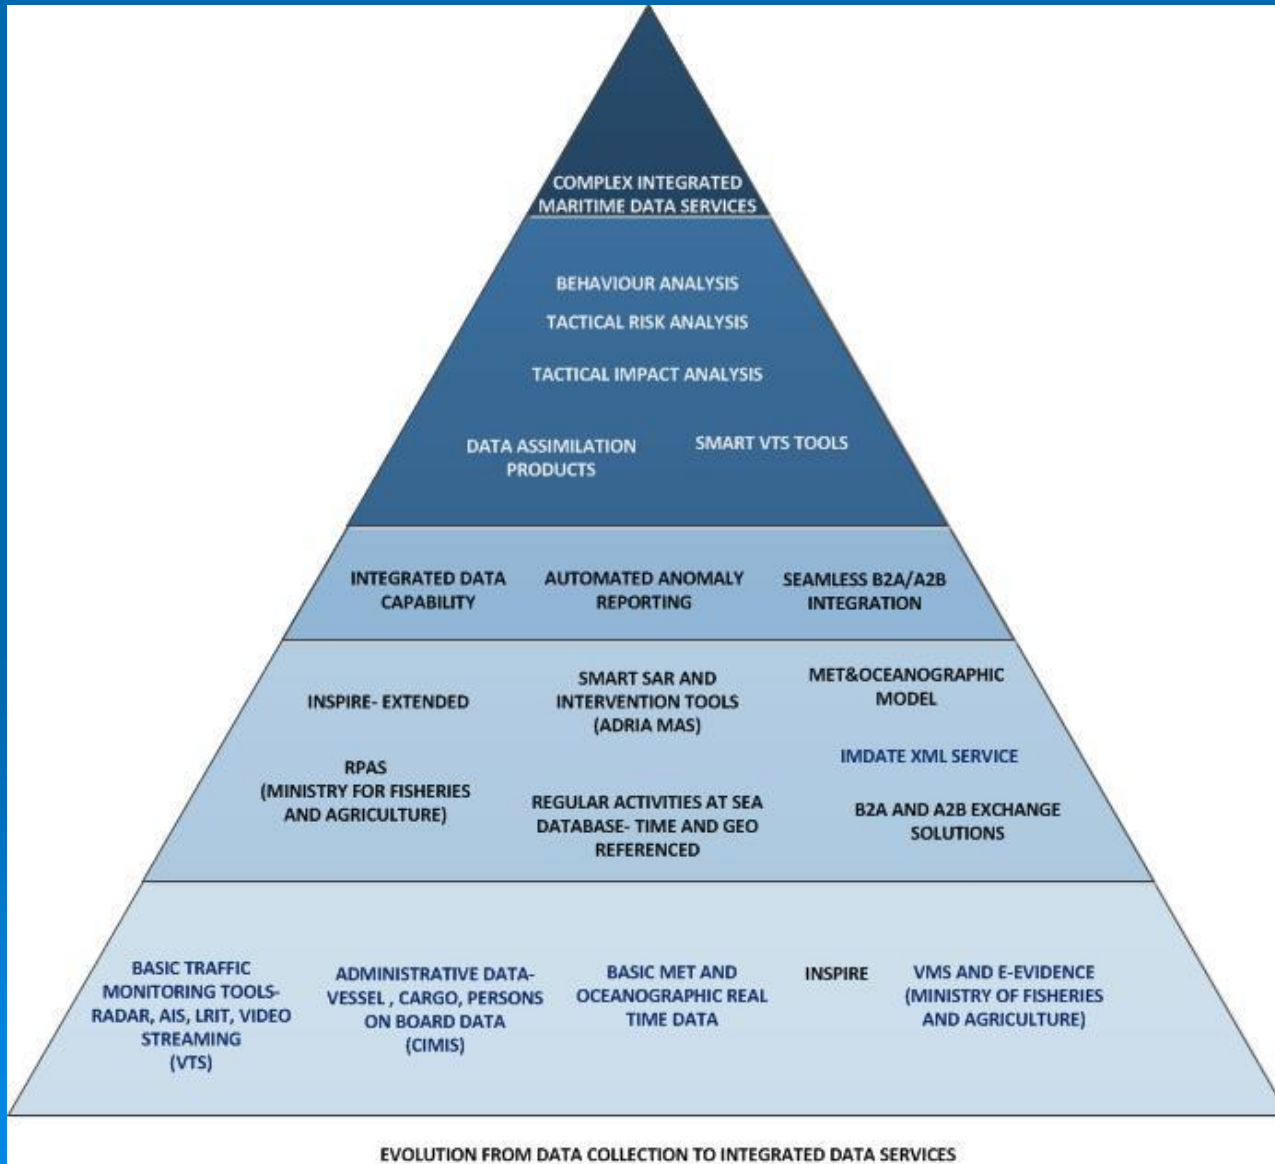 COMPLEX INTEGRATED
MARITIME DATA SERVICES
BEHAVIOUR ANALYSIS
TACTICAL RISK ANALYSIS
TACTICAL IMPACT ANALYSIS
DATA ASSIMILATION
PRODUCTS
SMART VTS TOOLS
INTEGRATED DATA
CAPABILITY
AUTOMATED ANOMALY
REPORTING
SEAMLESS B2A/A2B
INTEGRATION
INSPIRE- EXTENDED
SMART SAR AND
INTERVENTION TOOLS
(ADRIA MAS)
MET&OCEANOGRAPHIC
MODEL
IMDATE XML SERVICE
RPAS
(MINISTRY FOR FISHERIES
AND AGRICULTURE)
REGULAR ACTIVITIES AT SEA
DATABASE- TIME AND GEO
REFERENCED
B2A AND A2B EXCHANGE
SOLUTIONS
BASIC TRAFFIC
MONITORING TOOLS-
RADAR, AIS, LRIT, VIDEO
STREAMING
(VTS)
ADMINISTRATIVE DATA-
VESSEL , CARGO, PERSONS
ON BOARD DATA
(CIMIS)
BASIC MET AND
OCEANOGRAPHIC REAL
TIME DATA
INSPIRE
VMS AND E-EVIDENCE
(MINISTRY OF FISHERIES
AND AGRICULTURE)
EVOLUTION FROM DATA COLLECTION TO INTEGRATED DATA SERVICES